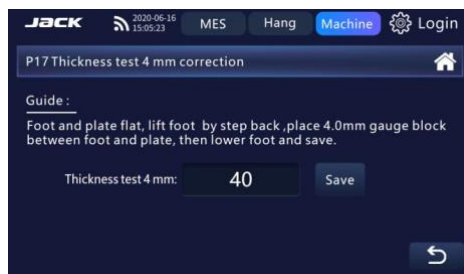 JACK
2020-06-16
15:05:23
MES
Hang
Machine
Login
P17 Thickness test 4 mm correction
Guide :
Foot and plate flat, lift foot by step back ,place 4.0mm gauge block
between foot and plate, then lower foot and save.
Thickness test 4 mm:
40
Save